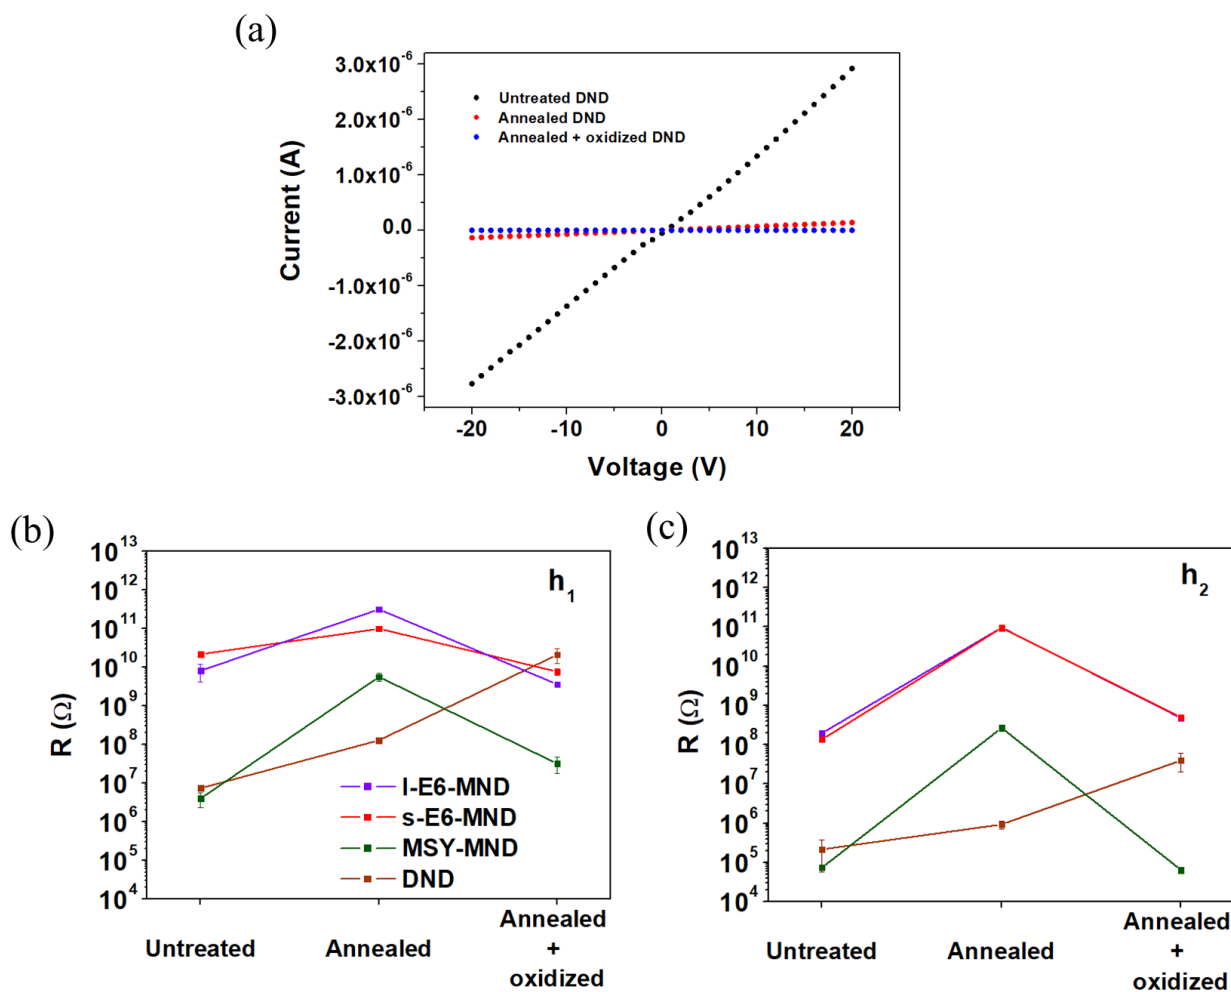 (a)
3.0x10⁻⁶
2.0x10⁻⁶
1.0x10⁻⁶
0.0
-1.0x10⁻⁶
-2.0x10⁻⁶
-3.0x10⁻⁶
Current (A)
Untreated DND
Annealed DND
Annealed + oxidized DND
-20 -10 0 10 20
Voltage (V)
(b)
10¹³
10¹²
10¹¹
10¹⁰
10⁹
10⁸
10⁷
10⁶
10⁵
10⁴
R (Ω)
h₁
l-E6-MND
s-E6-MND
MSY-MND
DND
Untreated
Annealed
Annealed
+
oxidized
(c)
10¹³
10¹²
10¹¹
10¹⁰
10⁹
10⁸
10⁷
10⁶
10⁵
10⁴
R (Ω)
h₂
Untreated
Annealed
Annealed
+
oxidized